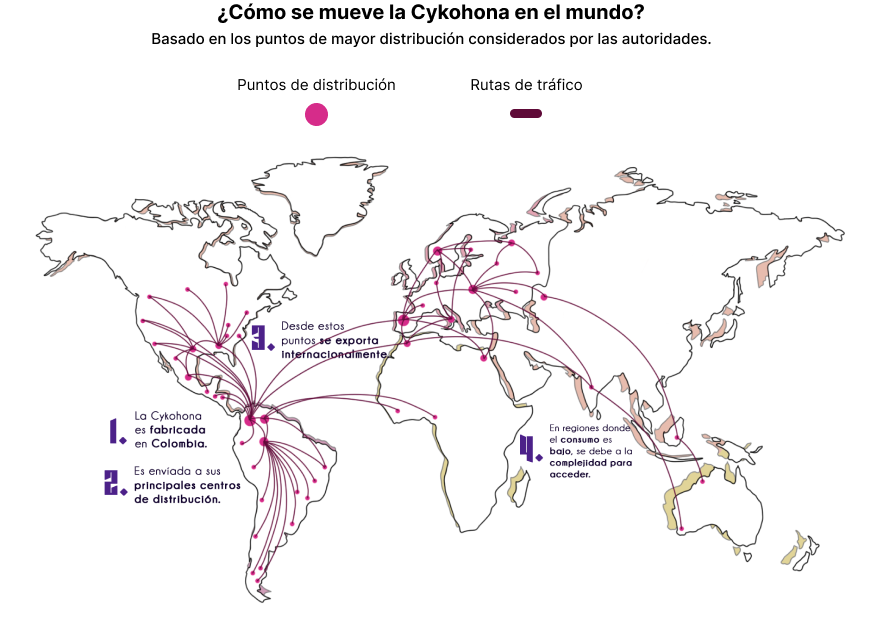 ¿Cómo se mueve la Cykohona en el mundo?
Basado en los puntos de mayor distribución considerados por las autoridades.
Puntos de distribución
Rutas de tráfico
3.
Desde estos
puntos se exporta
internacionalmente.
1.
La Cykohona
es fabricada
en Colombia.
2.
Es enviada a sus
principales centros
de distribución.
4.
En regiones donde
el consumo es
bajo, se debe a la
complejidad para
acceder.